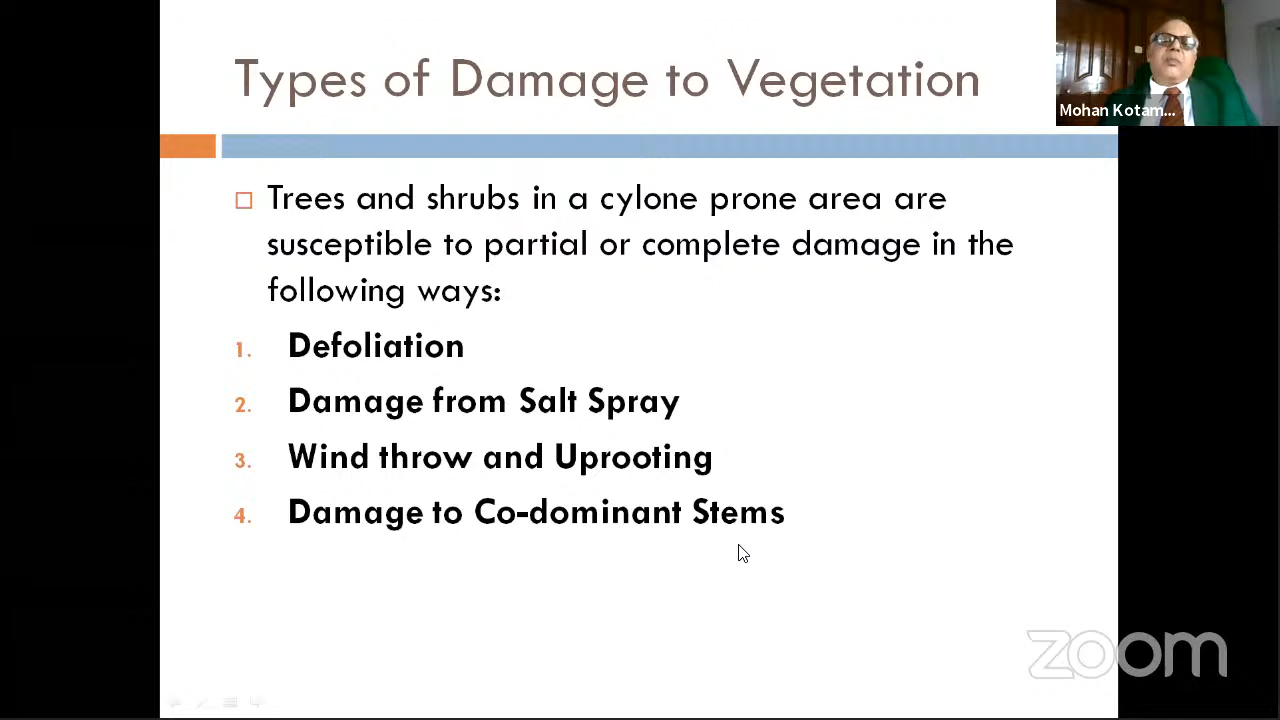 Types of Damage to Vegetation
Mohan Kotam...
Trees and shrubs in a cylone prone area are
susceptible to partial or complete damage in the
following ways:
1. Defoliation
2. Damage from Salt Spray
3. Wind throw and Uprooting
4. Damage to Co-dominant Stems
zoom